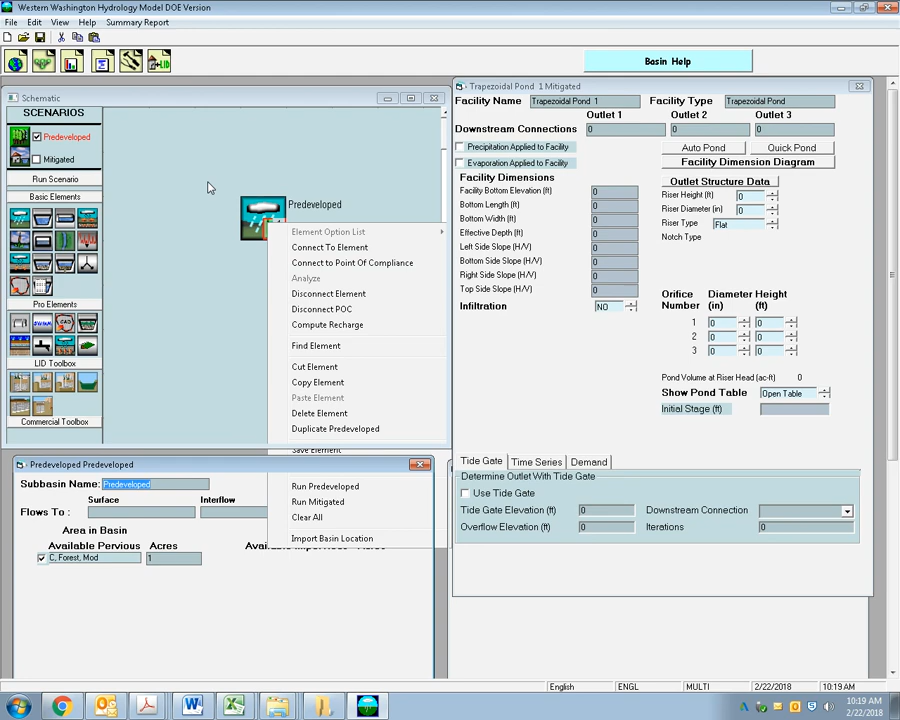 Western Washington Hydrology Model DOE Version
File Edit View Help Summary Report
Basin Help
Schematic
SCENARIOS
Predeveloped
Mitigated
Run Scenario
Basic Elements
Pro Elements
LID Toolbox
Commercial Toolbox
Predeveloped
Element Option List
Connect To Element
Connect to Point Of Compliance
Analyze
Disconnect Element
Disconnect POC
Compute Recharge
Find Element
Cut Element
Copy Element
Paste Element
Delete Element
Duplicate Predeveloped
Save Element
Run Predeveloped
Run Mitigated
Clear All
Import Basin Location
Predeveloped Predeveloped
Subbasin Name: Predeveloped
Surface Interflow
Flows To :
Area in Basin
Available Pervious Acres
C, Forest, Mod 1
Trapezoidal Pond 1 Mitigated
Facility Name Trapezoidal Pond 1 Facility Type Trapezoidal Pond
Outlet 1 Outlet 2 Outlet 3
Downstream Connections 0 0 0
Precipitation Applied to Facility Auto Pond Quick Pond
Evaporation Applied to Facility Facility Dimension Diagram
Facility Dimensions Outlet Structure Data
Facility Bottom Elevation (ft) 0 Riser Height (ft) 0
Bottom Length (ft) 0 Riser Diameter (in) 0
Bottom Width (ft) 0 Riser Type Flat
Effective Depth (ft) 0 Notch Type
Left Side Slope (H/V) 0
Bottom Side Slope (H/V) 0
Right Side Slope (H/V) 0
Top Side Slope (H/V) 0
Infiltration NO
Orifice Diameter Height
Number (in) (ft)
1 0 0
2 0 0
3 0 0
Pond Volume at Riser Head (ac-ft) 0
Show Pond Table Open Table
Initial Stage (ft)
Tide Gate Time Series Demand
Determine Outlet With Tide Gate
Use Tide Gate
Tide Gate Elevation (ft) 0 Downstream Connection
Overflow Elevation (ft) 0 Iterations 0
English ENGL MULTI 2/22/2018 10:19 AM
10:19 AM
2/22/2018